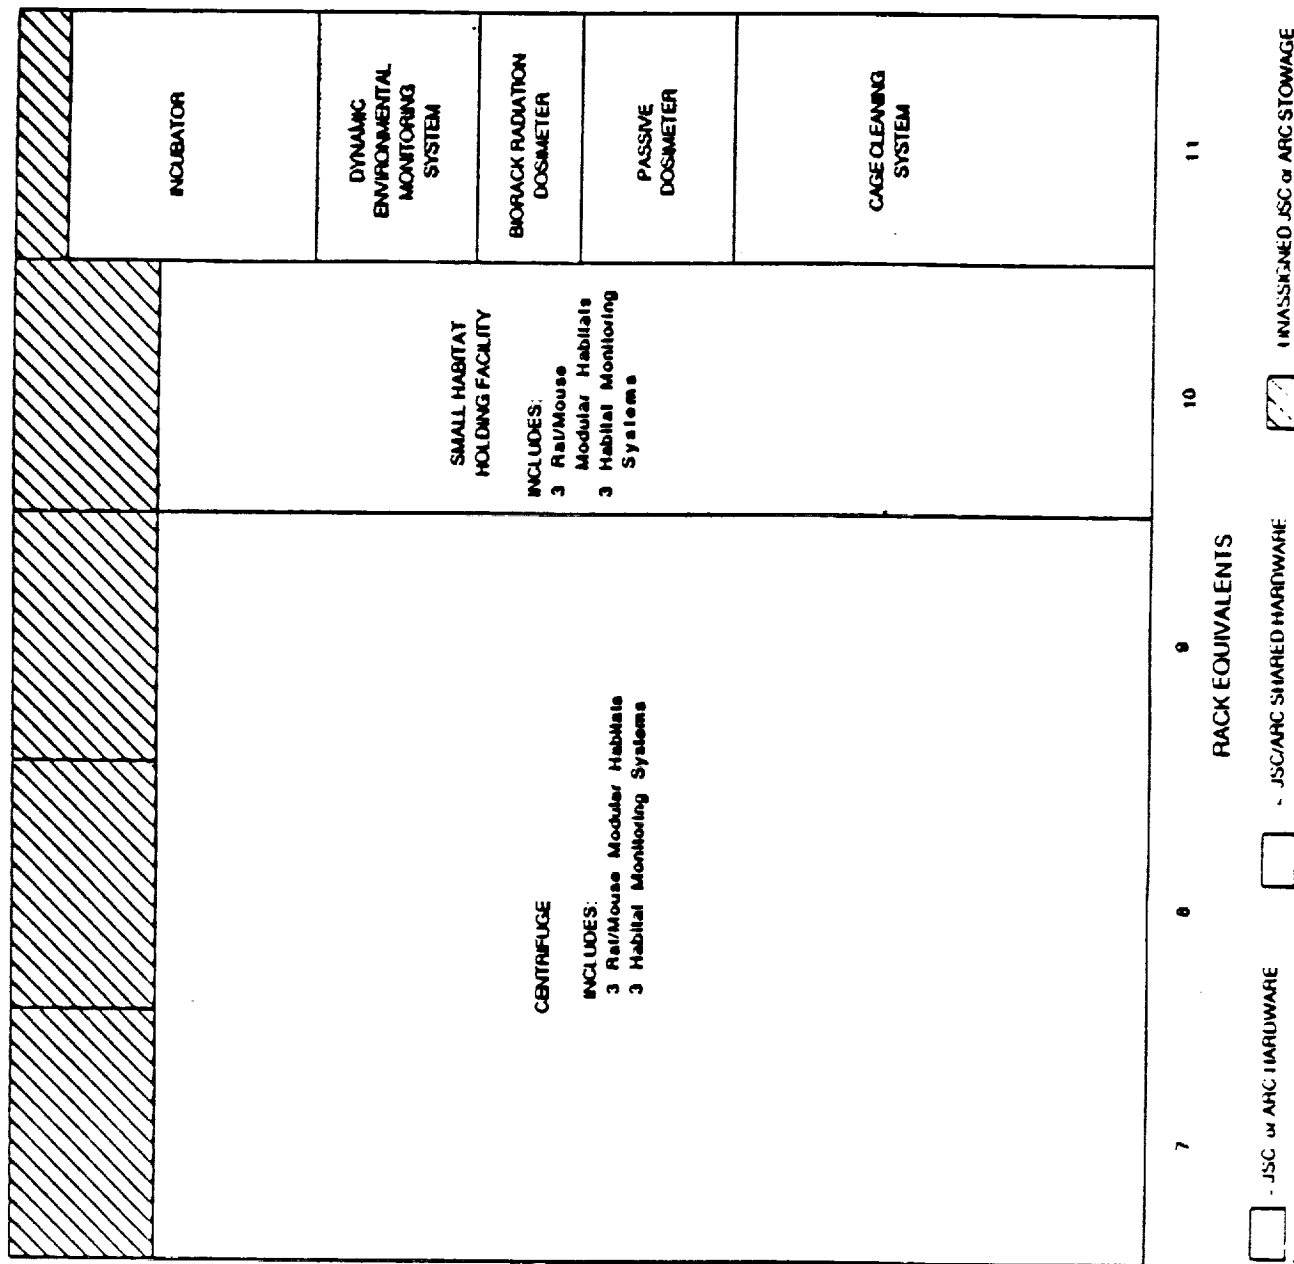 CENTRIFUGE
INCLUDES:
3 Rat/Mouse Modular Habitats
3 Habitat Monitoring Systems
SMALL HABITAT
HOLDING FACILITY
INCLUDES:
3 Rat/Mouse
Modular Habitats
3 Habitat Monitoring
Systems
INCUBATOR
DYNAMIC
ENVIRONMENTAL
MONITORING
SYSTEM
BIORACK RADIATION
DOSIMETER
PASSIVE
DOSIMETER
CAGE CLEANING
SYSTEM
7 8 9 10 11
RACK EQUIVALENTS
- JSC or ARC HARDWARE
- JSC/ARC SHARED HARDWARE
UNASSIGNED JSC or ARC STOWAGE